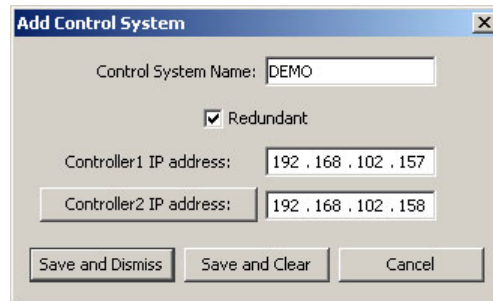 Add Control System
Control System Name: DEMO
Redundant
Controller1 IP address: 192 . 168 . 102 . 157
Controller2 IP address: 192 . 168 . 102 . 158
Save and Dismiss Save and Clear Cancel